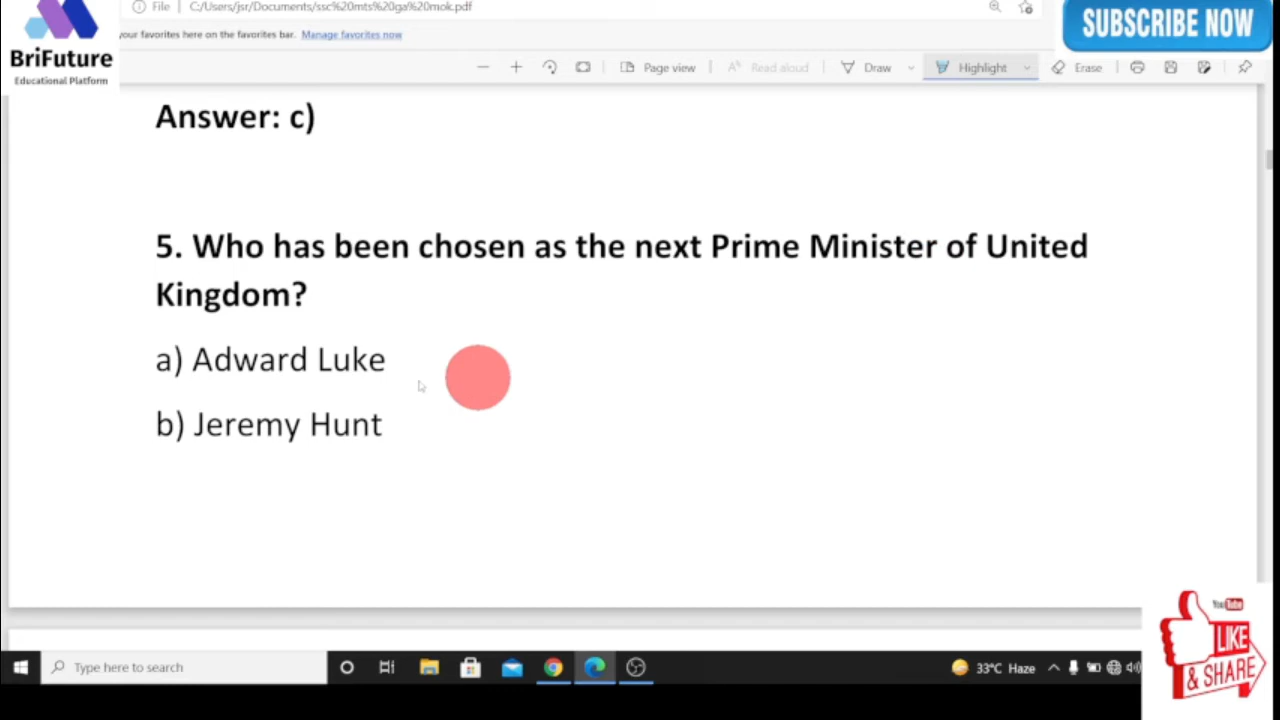 File
C:/Users/jsr/Documents/ssc%20mts%20ga%20mok.pdf
SUBSCRIBE NOW
BriFuture
Educational Platform
your favorites here on the favorites bar. Manage favorites now
Page view
Read aloud
Draw
Highlight
Erase
Answer: c)
5. Who has been chosen as the next Prime Minister of United
Kingdom?
a) Adward Luke
b) Jeremy Hunt
YouTube
LIKE
& SHARE
Type here to search
33°C Haze